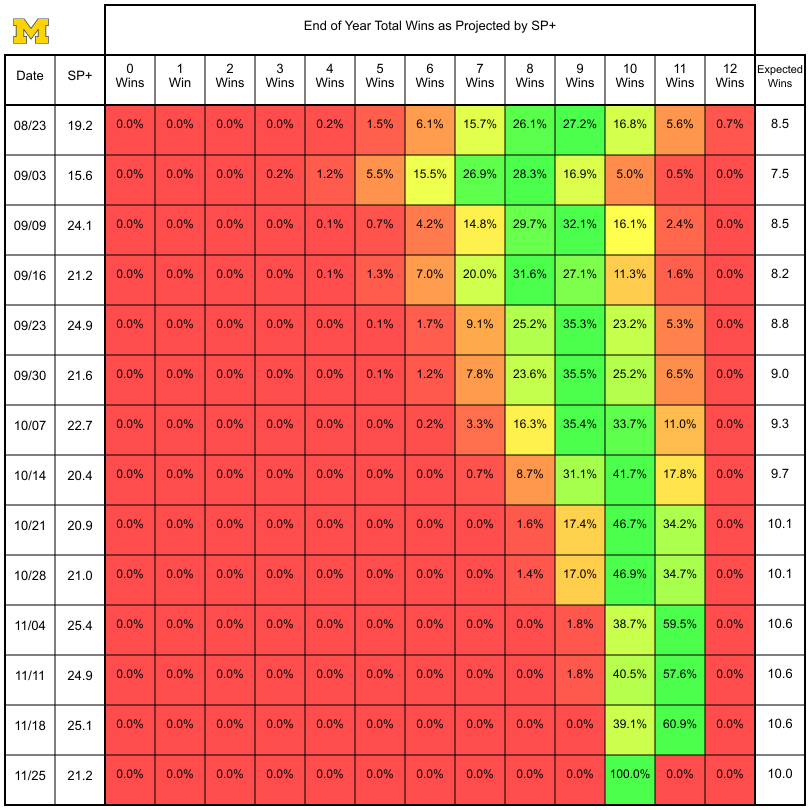 M
End of Year Total Wins as Projected by SP+
Date SP+ 0 Wins 1 Win 2 Wins 3 Wins 4 Wins 5 Wins 6 Wins 7 Wins 8 Wins 9 Wins 10 Wins 11 Wins 12 Wins Expected Wins
08/23 19.2 0.0% 0.0% 0.0% 0.0% 0.2% 1.5% 6.1% 15.7% 26.1% 27.2% 16.8% 5.6% 0.7% 8.5
09/03 15.6 0.0% 0.0% 0.0% 0.2% 1.2% 5.5% 15.5% 26.9% 28.3% 16.9% 5.0% 0.5% 0.0% 7.5
09/09 24.1 0.0% 0.0% 0.0% 0.0% 0.1% 0.7% 4.2% 14.8% 29.7% 32.1% 16.1% 2.4% 0.0% 8.5
09/16 21.2 0.0% 0.0% 0.0% 0.0% 0.1% 1.3% 7.0% 20.0% 31.6% 27.1% 11.3% 1.6% 0.0% 8.2
09/23 24.9 0.0% 0.0% 0.0% 0.0% 0.0% 0.1% 1.7% 9.1% 25.2% 35.3% 23.2% 5.3% 0.0% 8.8
09/30 21.6 0.0% 0.0% 0.0% 0.0% 0.0% 0.1% 1.2% 7.8% 23.6% 35.5% 25.2% 6.5% 0.0% 9.0
10/07 22.7 0.0% 0.0% 0.0% 0.0% 0.0% 0.0% 0.2% 3.3% 16.3% 35.4% 33.7% 11.0% 0.0% 9.3
10/14 20.4 0.0% 0.0% 0.0% 0.0% 0.0% 0.0% 0.0% 0.7% 8.7% 31.1% 41.7% 17.8% 0.0% 9.7
10/21 20.9 0.0% 0.0% 0.0% 0.0% 0.0% 0.0% 0.0% 0.0% 1.6% 17.4% 46.7% 34.2% 0.0% 10.1
10/28 21.0 0.0% 0.0% 0.0% 0.0% 0.0% 0.0% 0.0% 0.0% 1.4% 17.0% 46.9% 34.7% 0.0% 10.1
11/04 25.4 0.0% 0.0% 0.0% 0.0% 0.0% 0.0% 0.0% 0.0% 0.0% 1.8% 38.7% 59.5% 0.0% 10.6
11/11 24.9 0.0% 0.0% 0.0% 0.0% 0.0% 0.0% 0.0% 0.0% 0.0% 1.8% 40.5% 57.6% 0.0% 10.6
11/18 25.1 0.0% 0.0% 0.0% 0.0% 0.0% 0.0% 0.0% 0.0% 0.0% 0.0% 39.1% 60.9% 0.0% 10.6
11/25 21.2 0.0% 0.0% 0.0% 0.0% 0.0% 0.0% 0.0% 0.0% 0.0% 0.0% 100.0% 0.0% 0.0% 10.0